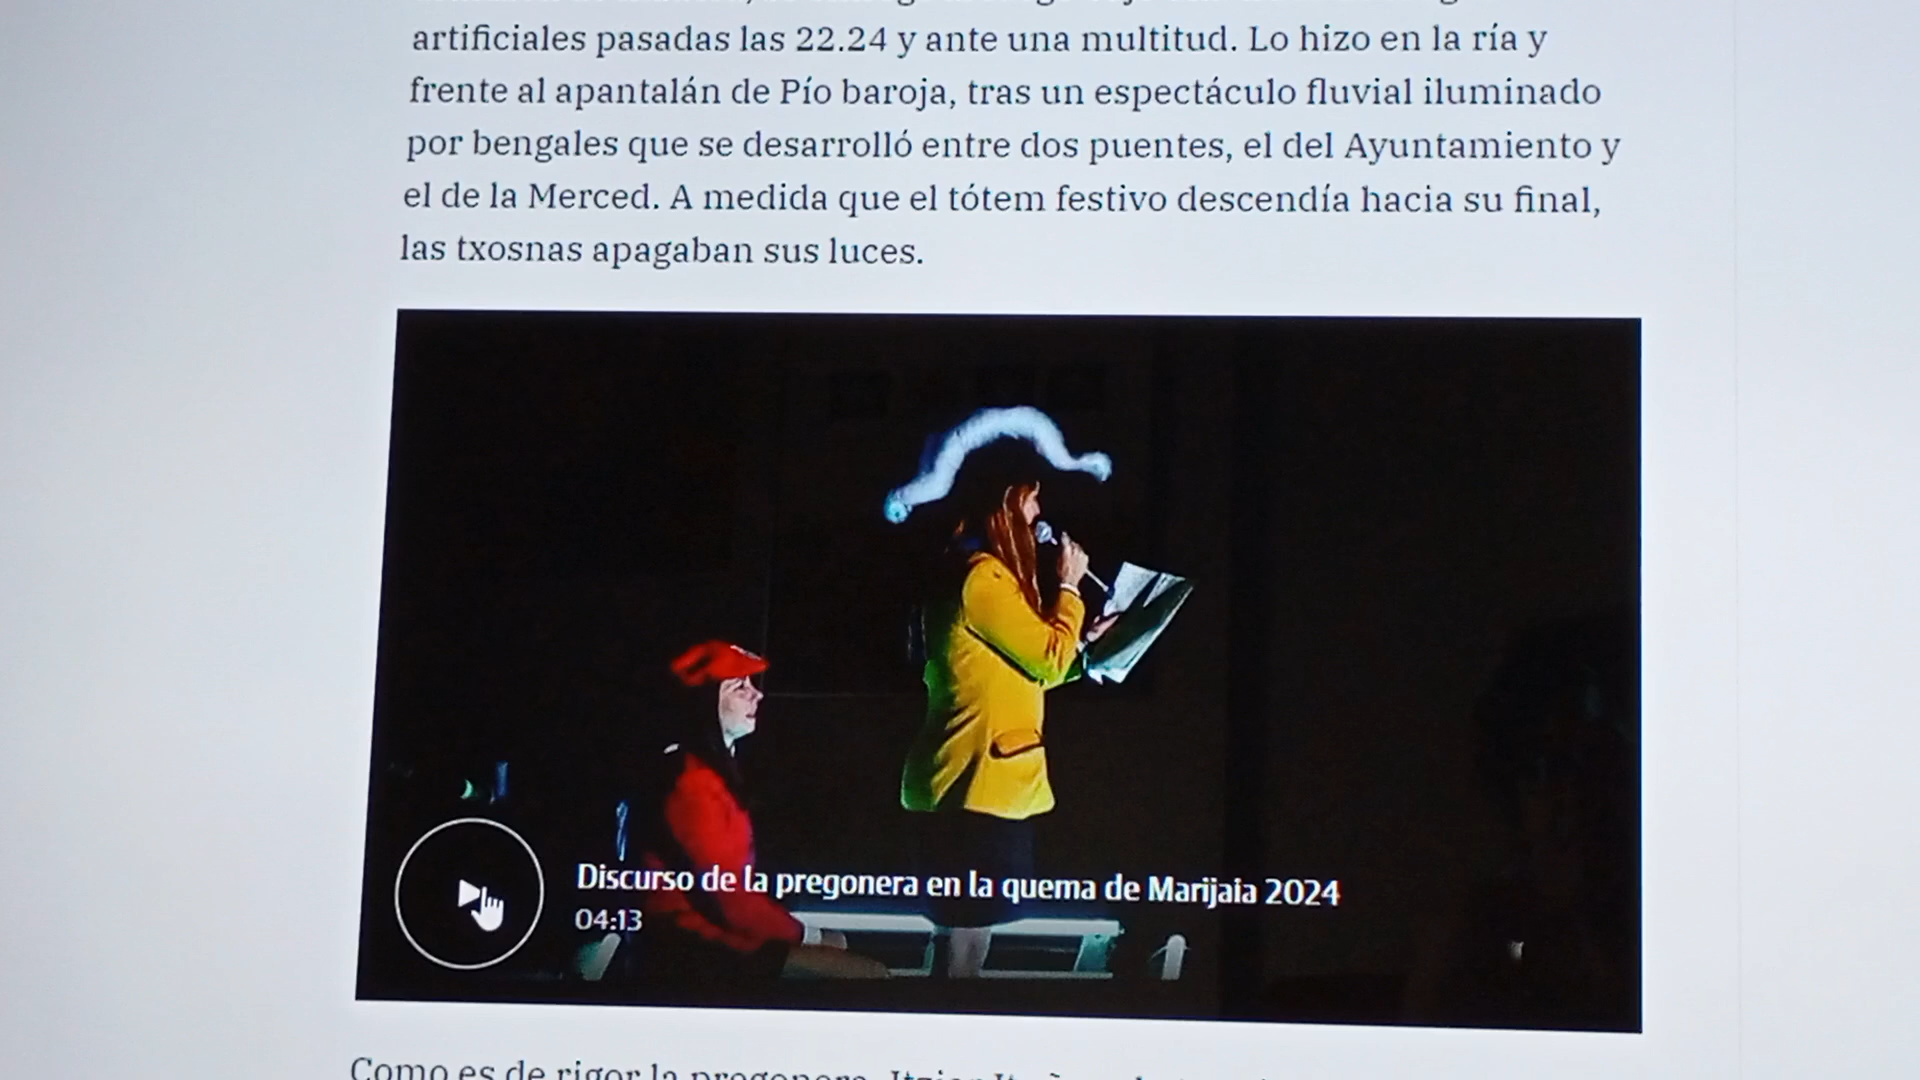 artificiales pasadas las 22.24 y ante una multitud. Lo hizo en la ría y
frente al apantalán de Pío baroja, tras un espectáculo fluvial iluminado
por bengales que se desarrolló entre dos puentes, el del Ayuntamiento y
el de la Merced. A medida que el tótem festivo descendía hacia su final,
las txosnas apagaban sus luces.
Discurso de la pregonera en la quema de Marijaia 2024
04:13
Como es de rigor la pregonera,